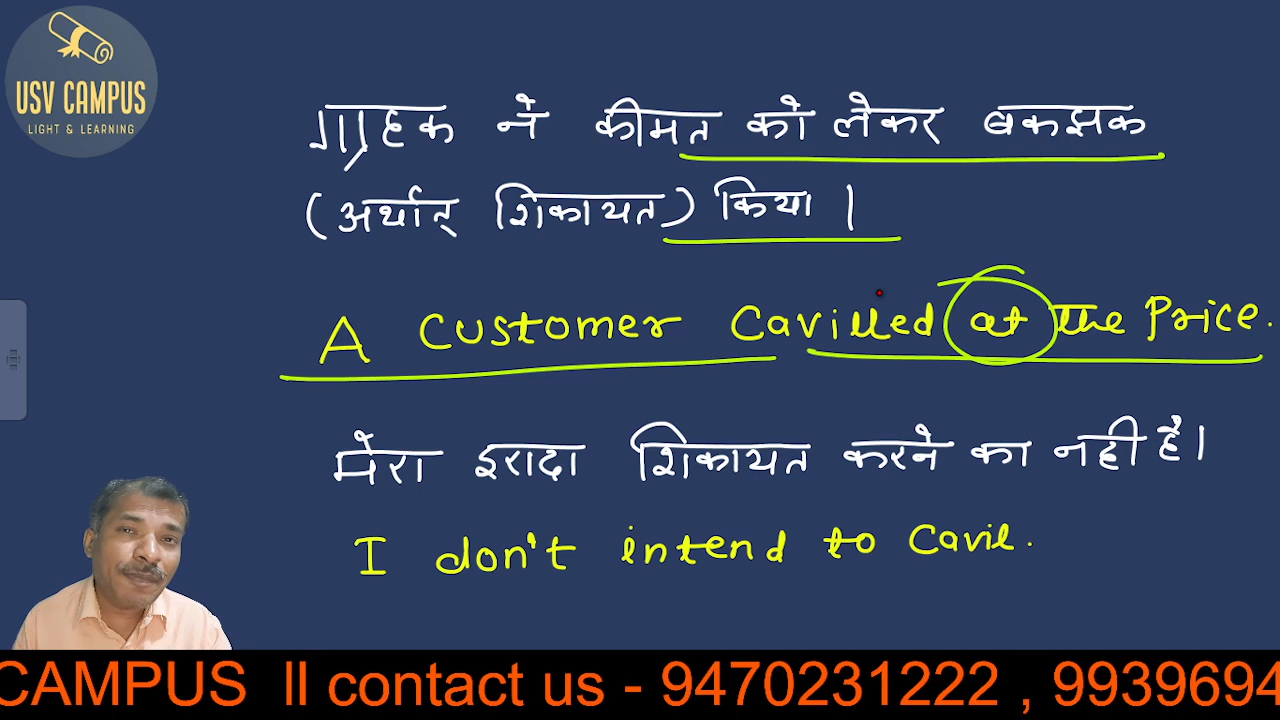 USV CAMPUS
LIGHT & LEARNING
ग्राहक ने कीमत को लेकर बकझक
(अर्थात् शिकायत) किया।
A Customer Cavilled at the Price.
मेरा इरादा शिकायत करने का नही है।
I don't intend to Cavil.
CAMPUS II contact us - 9470231222 , 9939694